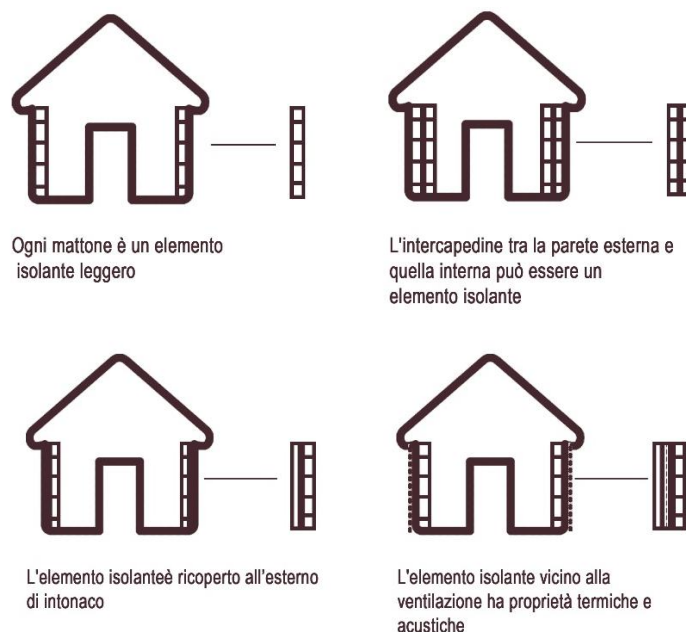 Ogni mattone è un elemento
isolante leggero
L'intercapedine tra la parete esterna e
quella interna può essere un
elemento isolante
L'elemento isolanteè ricoperto all'esterno
di intonaco
L'elemento isolante vicino alla
ventilazione ha proprietà termiche e
acustiche